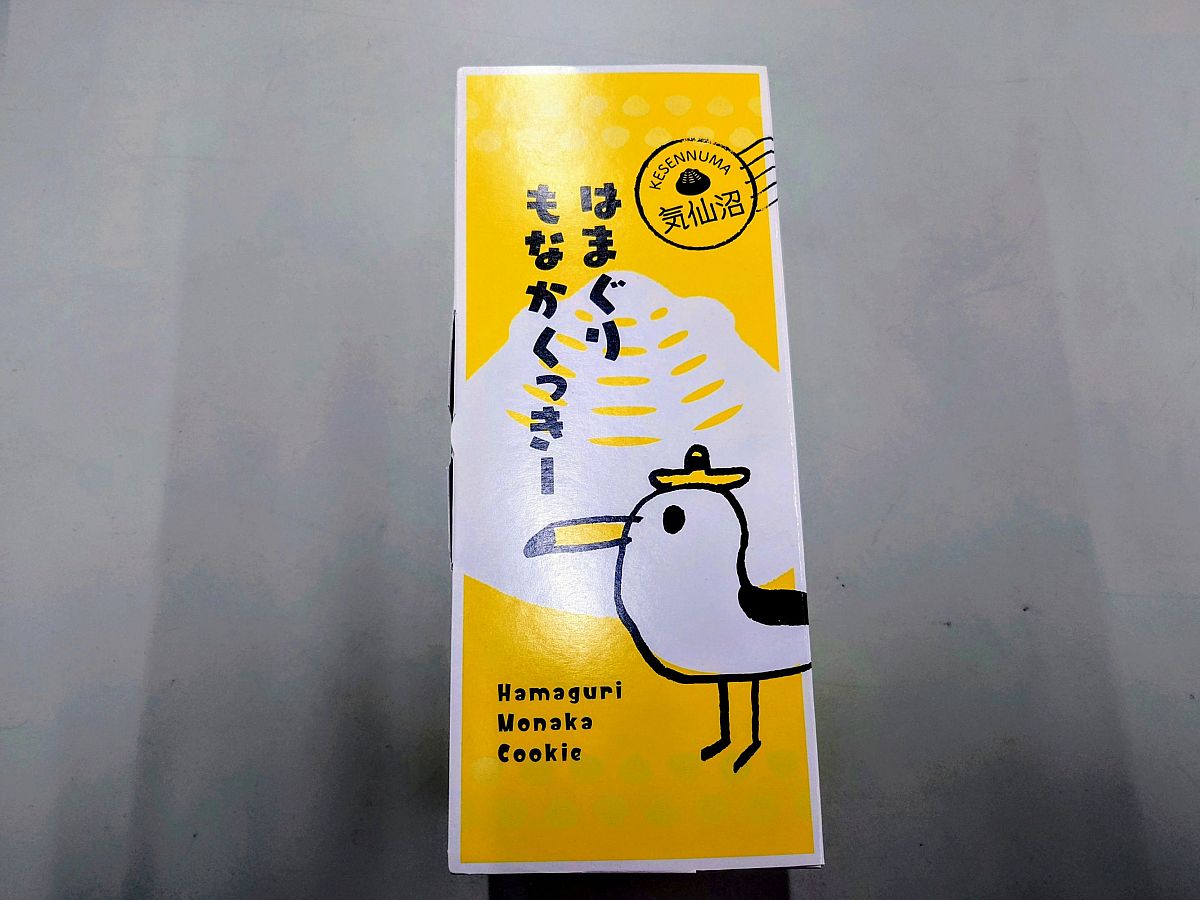 KESENNUMA
気仙沼
はまぐり
もなかくっきー
Hamaguri
Monaka
Cookie